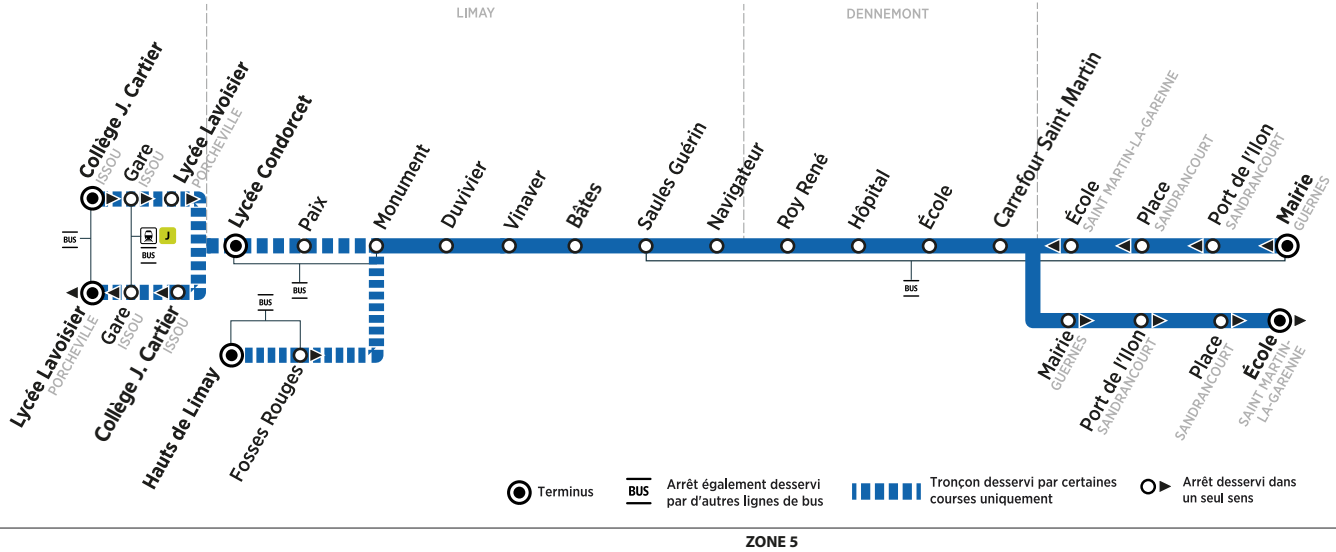 LIMAY
DENNEMONT
Collège J. Cartier
ISSOU
Gare
ISSOU
Lycée Lavoisier
PORCHEVILLE
Lycée Condorcet
Paix
Monument
Duvivier
Vinaver
Bâtes
Saules Guérin
Navigateur
Roy René
Hôpital
École
Carrefour Saint Martin
École
SAINT MARTIN-LA-GARENNE
Place
SANDRANCOURT
Port de l'Ilon
SANDRANCOURT
Mairie
GUERNES
BUS
J
BUS
BUS
BUS
BUS
Lycée Lavoisier
PORCHEVILLE
Gare
ISSOU
Collège J. Cartier
ISSOU
Hauts de Limay
Fosses Rouges
Mairie
GUERNES
Port de l'Ilon
SANDRANCOURT
Place
SANDRANCOURT
École
SAINT MARTIN-
LA-GARENNE
Terminus
BUS
Arrêt également desservi
par d'autres lignes de bus
Tronçon desservi par certaines
courses uniquement
Arrêt desservi dans
un seul sens
ZONE 5